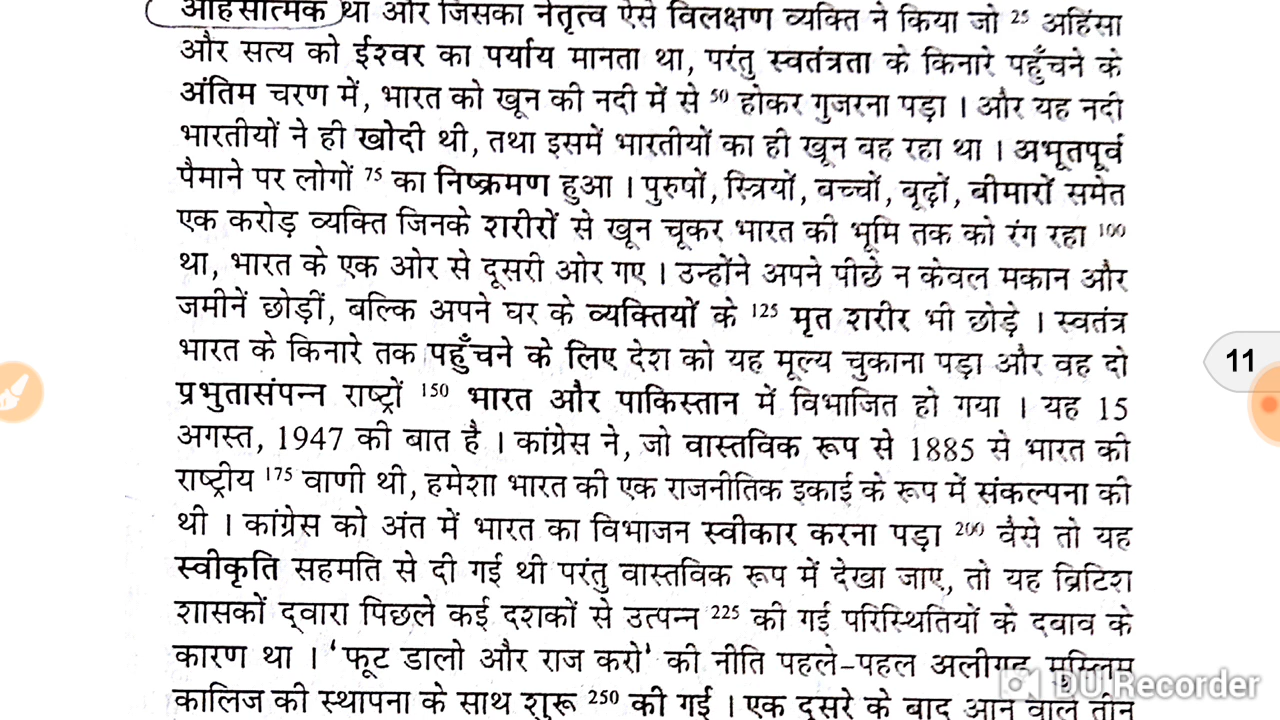 अहिंसात्मक था और जिसका नेतृत्व ऐसे विलक्षण व्यक्ति ने किया जो 25 अहिंसा
और सत्य को ईश्वर का पर्याय मानता था, परंतु स्वतंत्रता के किनारे पहुँचने के
अंतिम चरण में, भारत को खून की नदी में से 50 होकर गुजरना पड़ा । और यह नदी
भारतीयों ने ही खोदी थी, तथा इसमें भारतीयों का ही खून बह रहा था । अभूतपूर्व
पैमाने पर लोगों 75 का निष्क्रमण हुआ । पुरुषों, स्त्रियों, बच्चों, बूढ़ों, बीमारों समेत
एक करोड़ व्यक्ति जिनके शरीरों से खून चूकर भारत की भूमि तक को रंग रहा 100
था, भारत के एक ओर से दूसरी ओर गए । उन्होंने अपने पीछे न केवल मकान और
जमीनें छोड़ीं, बल्कि अपने घर के व्यक्तियों के 125 मृत शरीर भी छोड़े । स्वतंत्र
भारत के किनारे तक पहुँचने के लिए देश को यह मूल्य चुकाना पड़ा और वह दो
प्रभुतासंपन्न राष्ट्रों 150 भारत और पाकिस्तान में विभाजित हो गया । यह 15
अगस्त, 1947 की बात है । कांग्रेस ने, जो वास्तविक रूप से 1885 से भारत की
राष्ट्रीय 175 वाणी थी, हमेशा भारत की एक राजनीतिक इकाई के रूप में संकल्पना की
थी । कांग्रेस को अंत में भारत का विभाजन स्वीकार करना पड़ा 200 वैसे तो यह
स्वीकृति सहमति से दी गई थी परंतु वास्तविक रूप में देखा जाए, तो यह ब्रिटिश
शासकों द्वारा पिछले कई दशकों से उत्पन्न 225 की गई परिस्थितियों के दबाव के
कारण था । 'फूट डालो और राज करो' की नीति पहले-पहल अलीगढ़ मुस्लिम
कालिज की स्थापना के साथ शुरू 250 की गई । एक दूसरे के बाद आने वाले तीन
11
DU Recorder